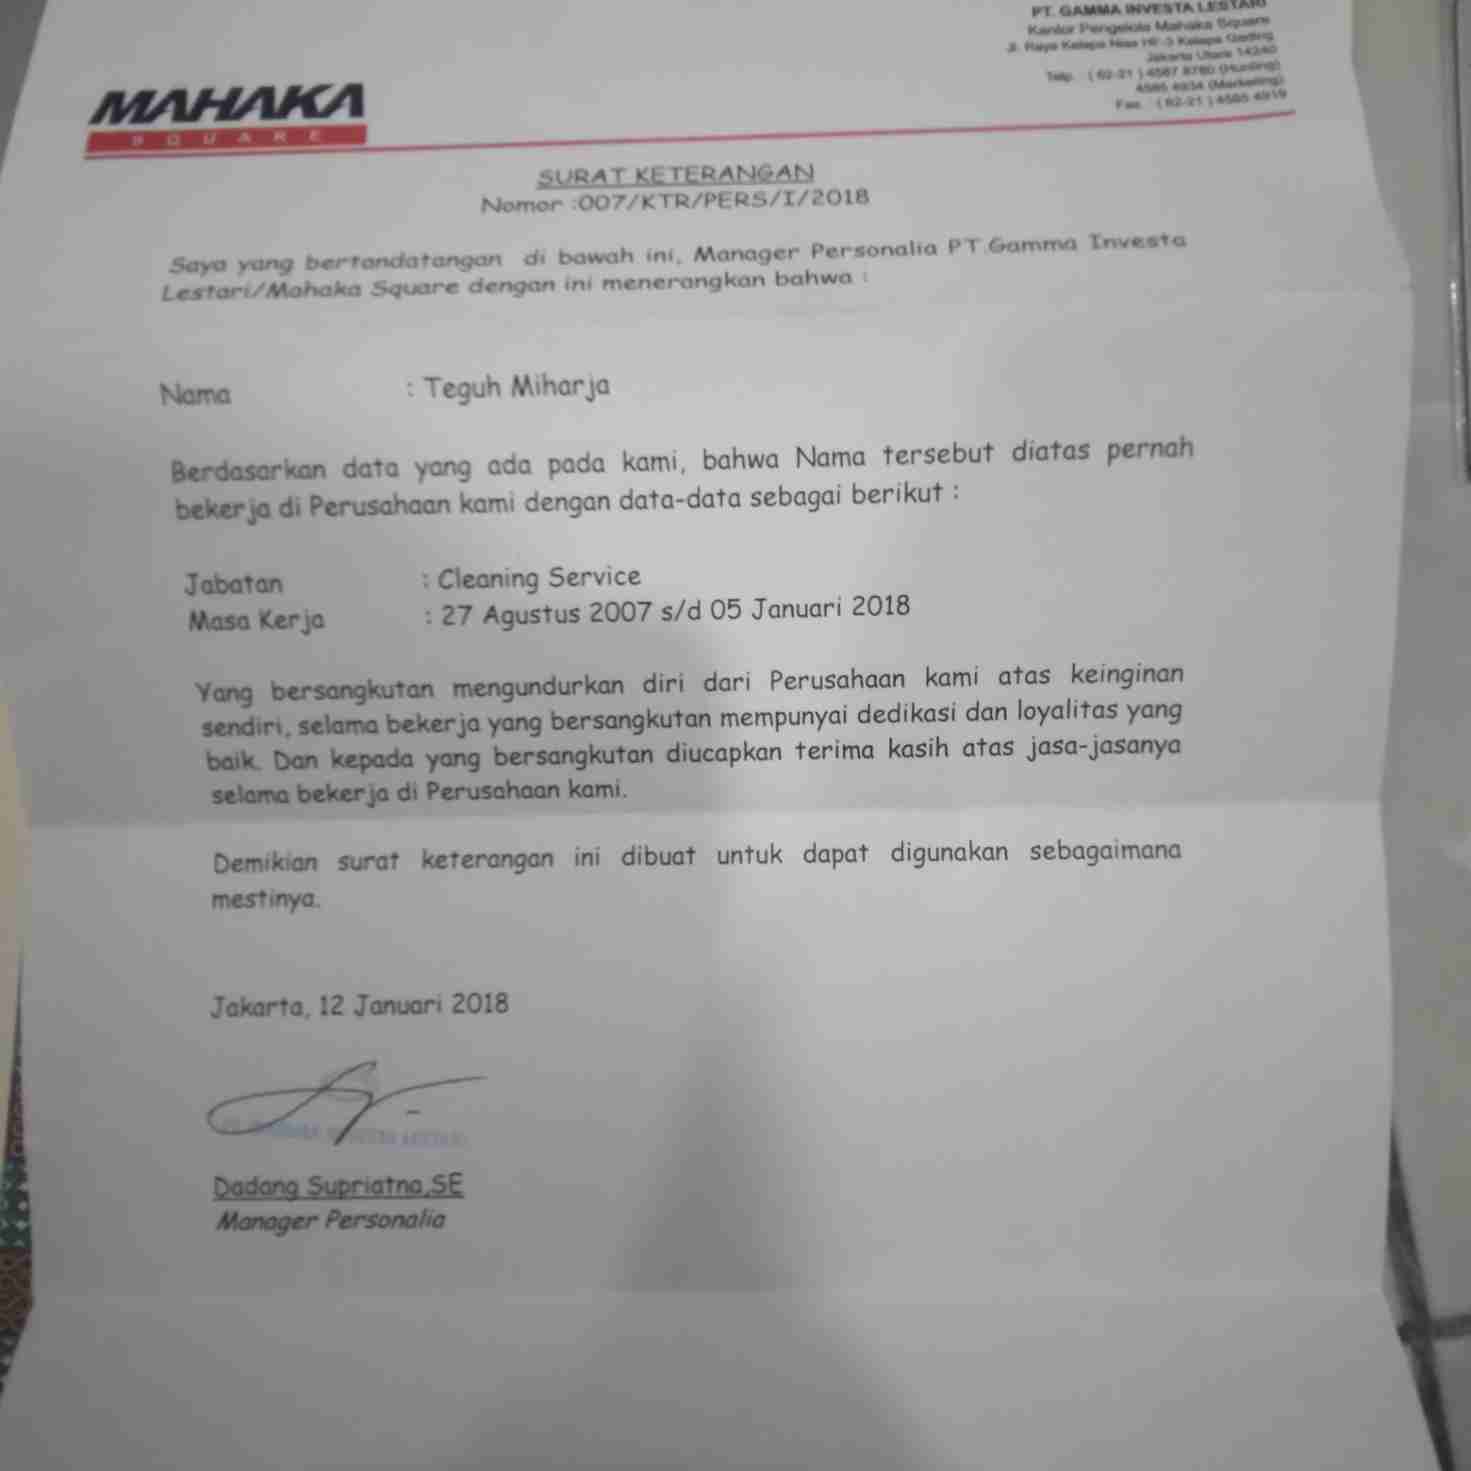 MAHAKA
SQUARE
PT. GAMMA INVESTA LESTARI
Kantor Pengelola Mahaka Square
Jl. Raya Kelapa Nias HF-3 Kelapa Gading
Jakarta Utara 14240
Telp. : ( 62-21 ) 4587 8780 (Hunting)
4585 4934 (Marketing)
Fax. : ( 62-21 ) 4585 4919
SURAT KETERANGAN
Nomor :007/KTR/PERS/I/2018
Saya yang bertandatangan di bawah ini, Manager Personalia PT.Gamma Investa
Lestari/Mahaka Square dengan ini menerangkan bahwa :
Nama : Teguh Miharja
Berdasarkan data yang ada pada kami, bahwa Nama tersebut diatas pernah
bekerja di Perusahaan kami dengan data-data sebagai berikut :
Jabatan : Cleaning Service
Masa Kerja : 27 Agustus 2007 s/d 05 Januari 2018
Yang bersangkutan mengundurkan diri dari Perusahaan kami atas keinginan
sendiri, selama bekerja yang bersangkutan mempunyai dedikasi dan loyalitas yang
baik. Dan kepada yang bersangkutan diucapkan terima kasih atas jasa-jasanya
selama bekerja di Perusahaan kami.
Demikian surat keterangan ini dibuat untuk dapat digunakan sebagaimana
mestinya.
Jakarta, 12 Januari 2018
Dadang Supriatna,SE
Manager Personalia